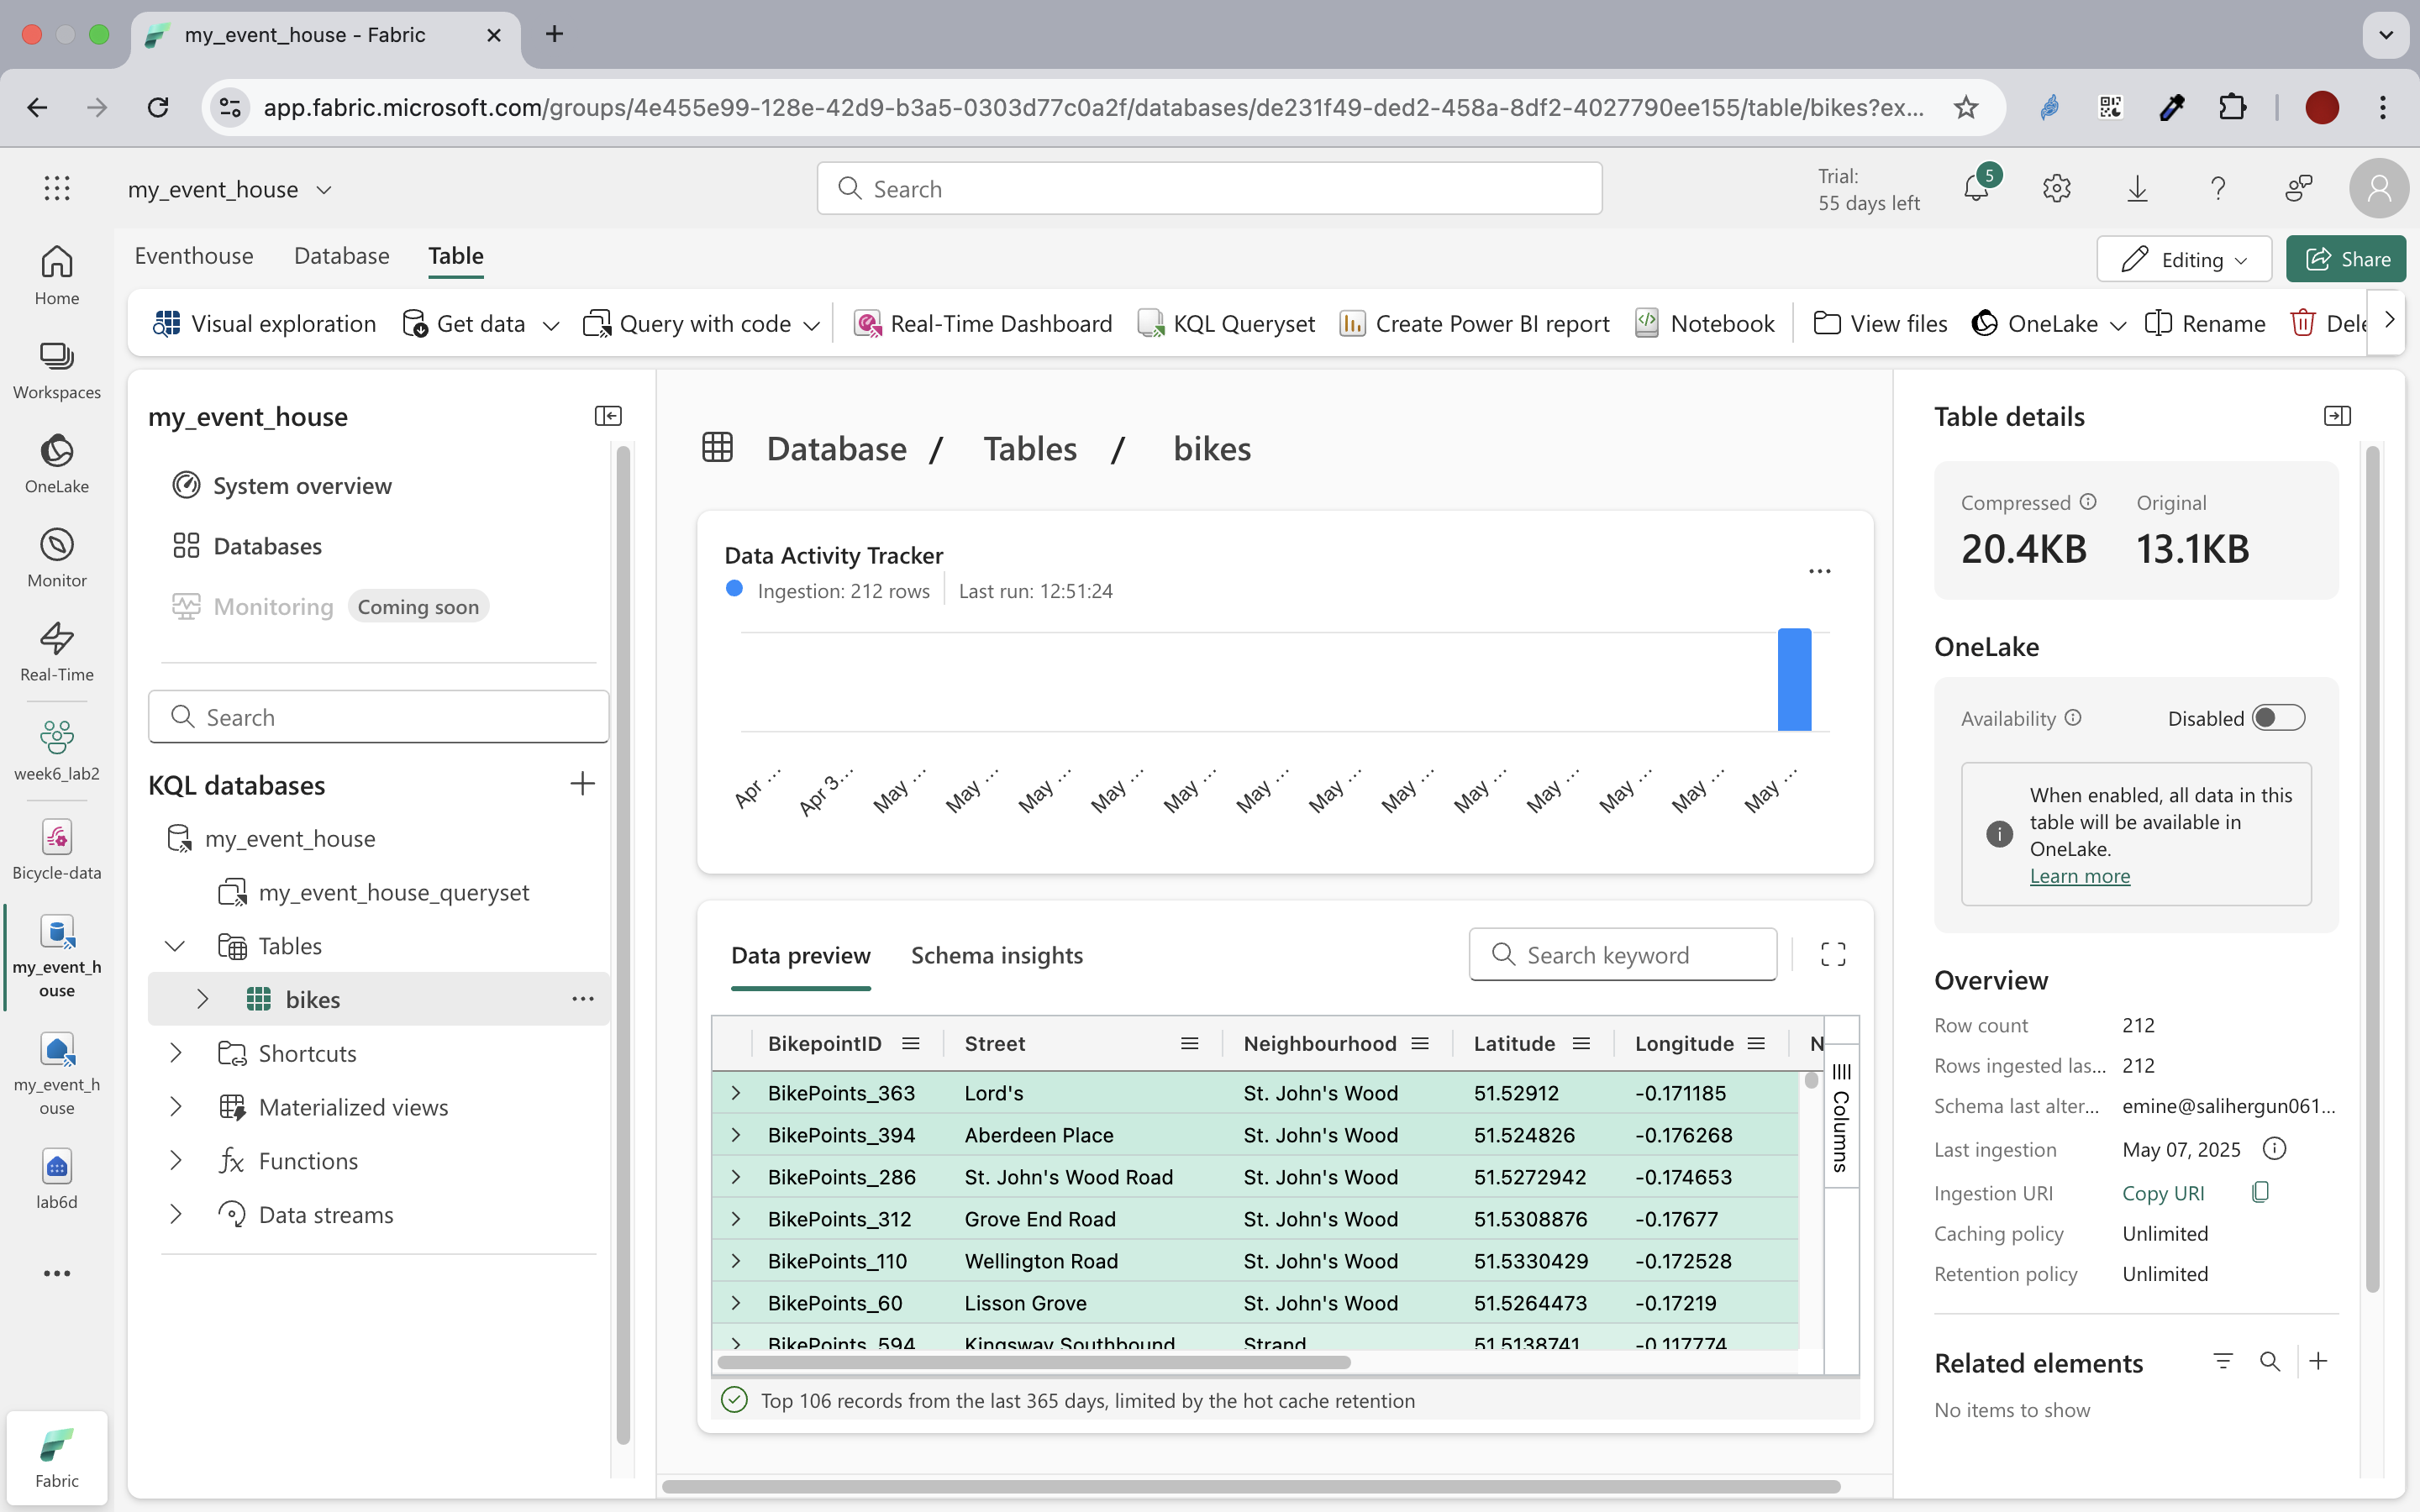 my_event_house - Fabric
app.fabric.microsoft.com/groups/4e455e99-128e-42d9-b3a5-0303d77c0a2f/databases/de231f49-ded2-458a-8df2-4027790ee155/table/bikes?ex...
my_event_house
Search
Trial:
55 days left
5
Eventhouse Database Table
Editing
Share
Visual exploration Get data Query with code Real-Time Dashboard KQL Queryset Create Power BI report Notebook View files OneLake Rename Dele
Home
Workspaces
OneLake
Monitor
Real-Time
week6_lab2
Bicycle-data
my_event_h
ouse
my_event_h
ouse
lab6d
Fabric
my_event_house
System overview
Databases
Monitoring Coming soon
Search
KQL databases
my_event_house
my_event_house_queryset
Tables
bikes
Shortcuts
Materialized views
Functions
Data streams
Database / Tables / bikes
Data Activity Tracker
Ingestion: 212 rows Last run: 12:51:24
Apr ... Apr 3... May ... May ... May ... May ... May ... May ... May ... May ... May ... May ... May ... May ... May ...
Data preview Schema insights
Search keyword
BikepointID Street Neighbourhood Latitude Longitude N
BikePoints_363 Lord's St. John's Wood 51.52912 -0.171185
BikePoints_394 Aberdeen Place St. John's Wood 51.524826 -0.176268
BikePoints_286 St. John's Wood Road St. John's Wood 51.5272942 -0.174653
BikePoints_312 Grove End Road St. John's Wood 51.5308876 -0.17677
BikePoints_110 Wellington Road St. John's Wood 51.5330429 -0.172528
BikePoints_60 Lisson Grove St. John's Wood 51.5264473 -0.17219
BikePoints_594 Kingsway Southbound Strand 51.5138741 -0.117774
Columns
Top 106 records from the last 365 days, limited by the hot cache retention
Table details
Compressed Original
20.4KB 13.1KB
OneLake
Availability Disabled
When enabled, all data in this
table will be available in
OneLake.
Learn more
Overview
Row count 212
Rows ingested las... 212
Schema last alter... emine@salihergun061...
Last ingestion May 07, 2025
Ingestion URI Copy URI
Caching policy Unlimited
Retention policy Unlimited
Related elements
No items to show